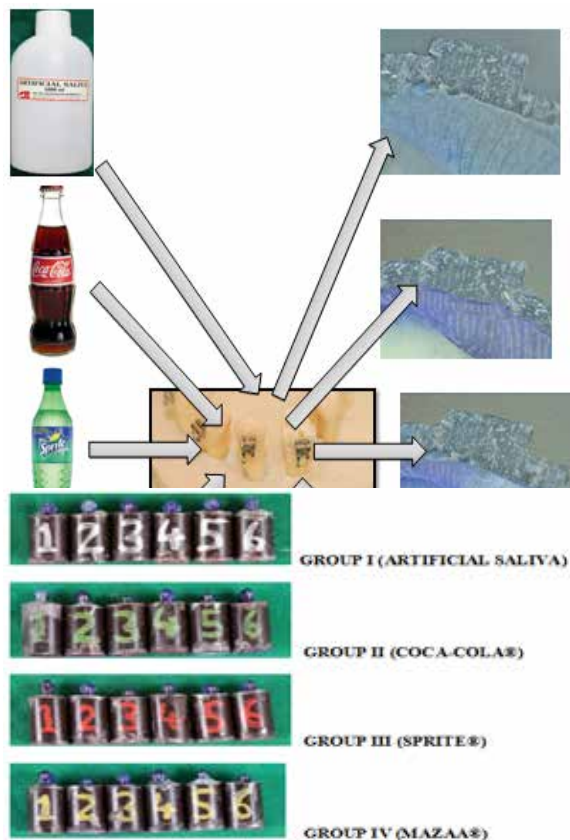 ARTIFICIAL SALIVA
Coca-Cola
Sprite
1 2 3 4 5 6
GROUP I (ARTIFICIAL SALIVA)
1 2 3 4 5 6
GROUP II (COCA-COLA®)
1 2 3 4 5 6
GROUP III (SPRITE®)
1 2 3 4 5 6
GROUP IV (MAZAA®)